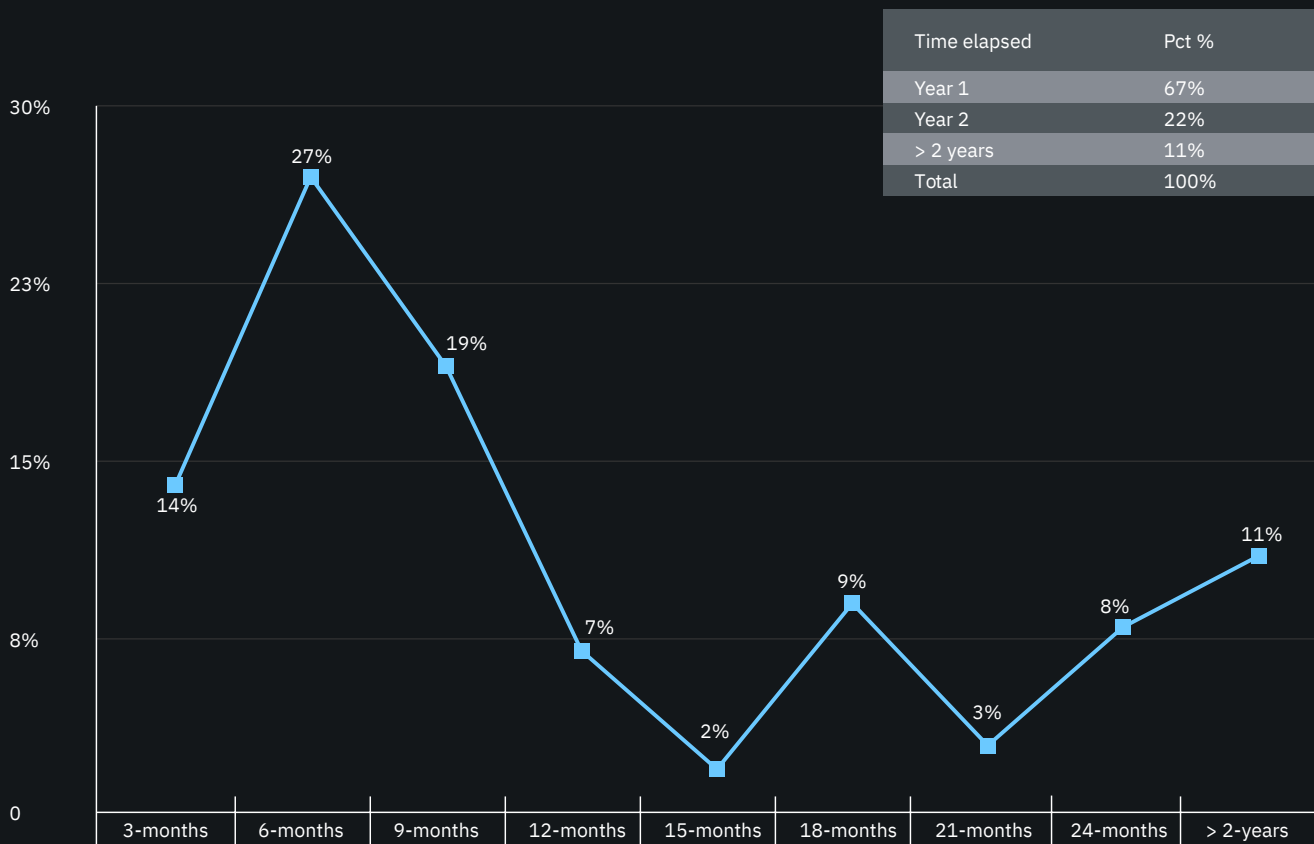 Time elapsed Pct %
Year 1 67%
Year 2 22%
> 2 years 11%
Total 100%
30%
27%
23%
19%
15%
14%
11%
9%
8%
7%
8%
3%
2%
0
3-months 6-months 9-months 12-months 15-months 18-months 21-months 24-months > 2-years